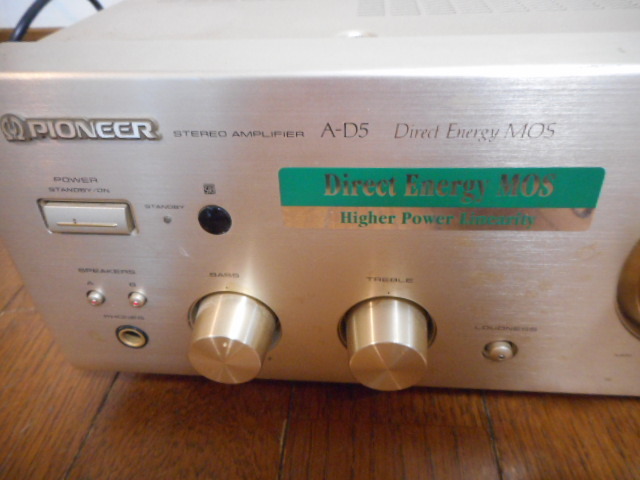 PIONEER STEREO AMPLIFIER A-D5 Direct Energy MOS
POWER
STANDBY/ON
STANDBY
Direct Energy MOS
Higher Power Linearity
SPEAKERS
A B
PHONES
BASS
TREBLE
LOUDNESS